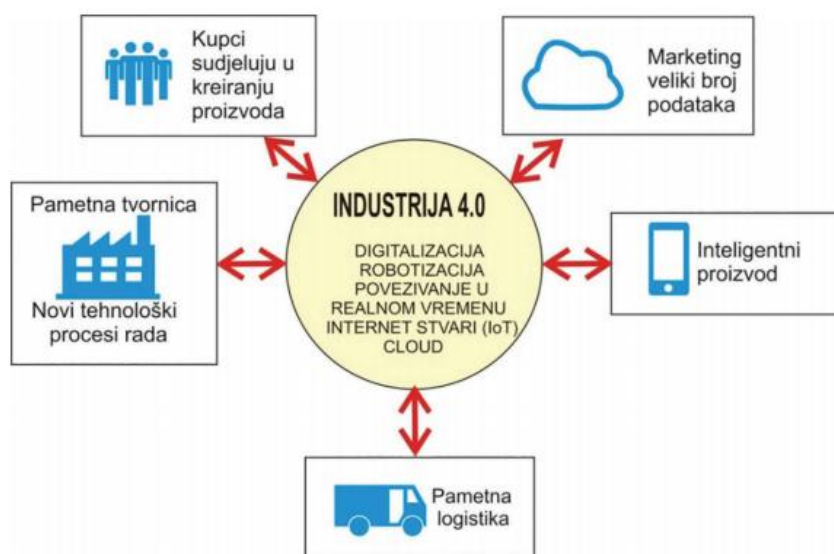 Kupci
sudjeluju u
kreiranju
proizvoda
Marketing
veliki broj
podataka
Pametna tvornica
Novi tehnološki
procesi rada
INDUSTRIJA 4.0
DIGITALIZACIJA
ROBOTIZACIJA
POVEZIVANJE U
REALNOM VREMENU
INTERNET STVARI (IoT)
CLOUD
Inteligentni
proizvod
Pametna
logistika